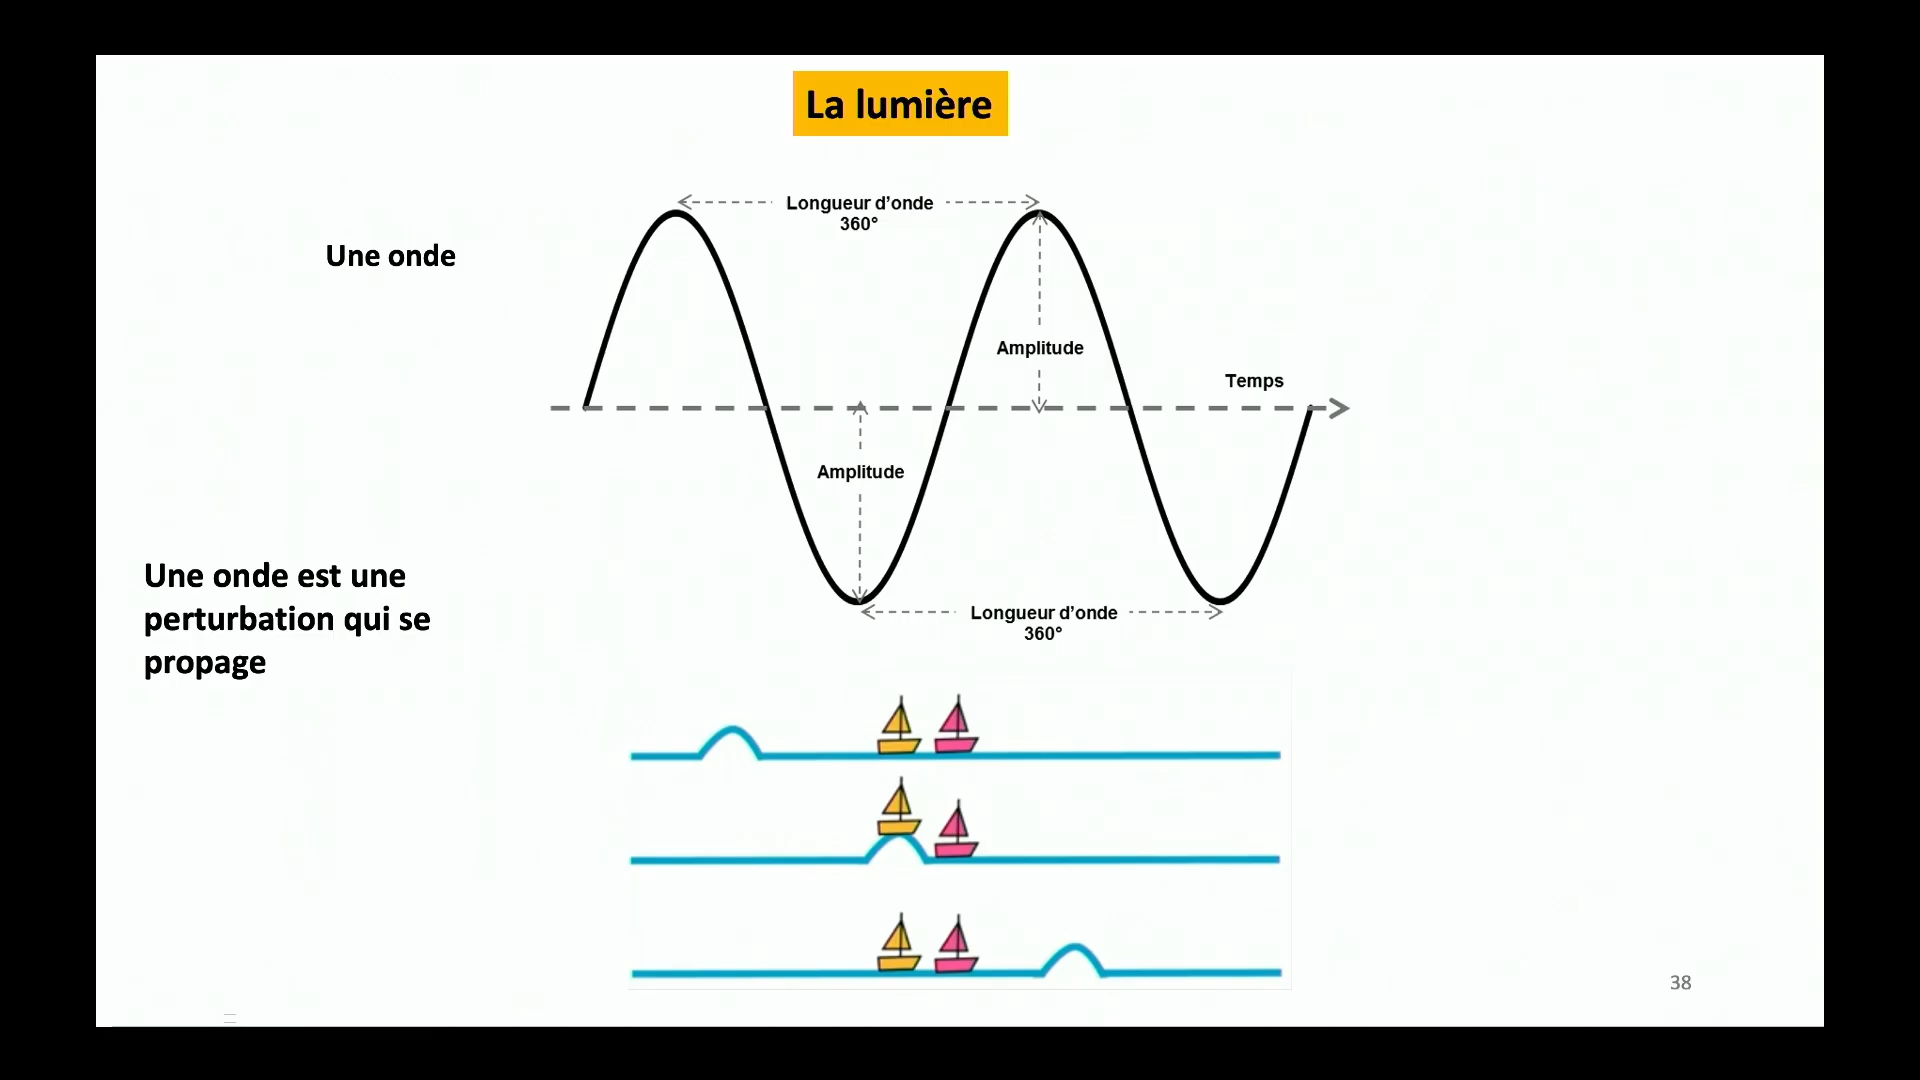 La lumière
Longueur d’onde
360°
Une onde
Amplitude
Temps
Amplitude
Une onde est une
perturbation qui se
propage
Longueur d’onde
360°
38